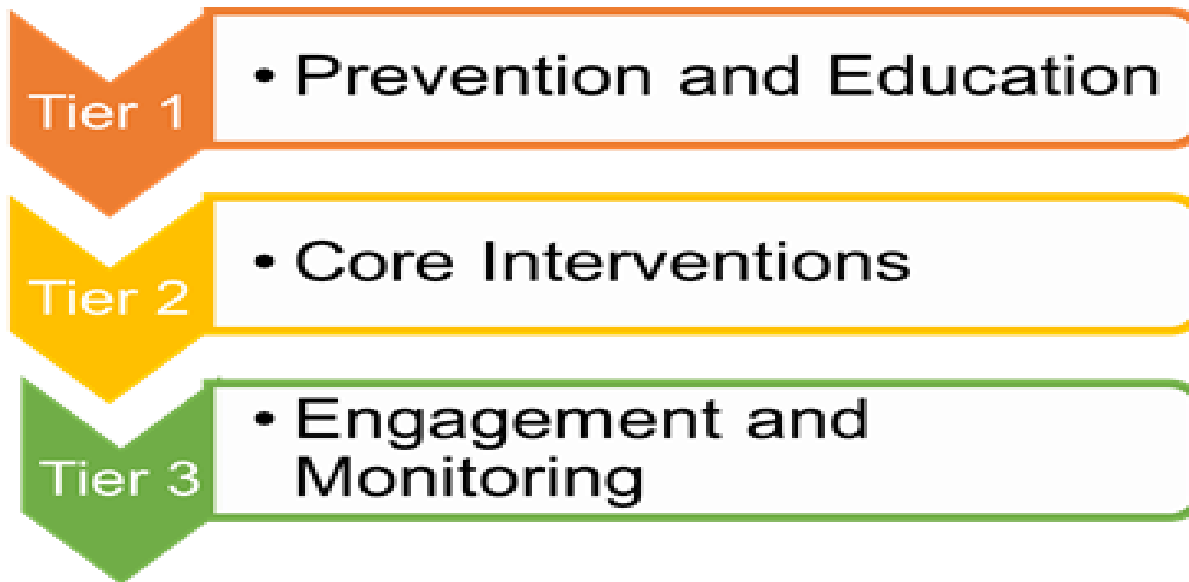 Tier 1
• Prevention and Education
Tier 2
• Core Interventions
Tier 3
• Engagement and
Monitoring